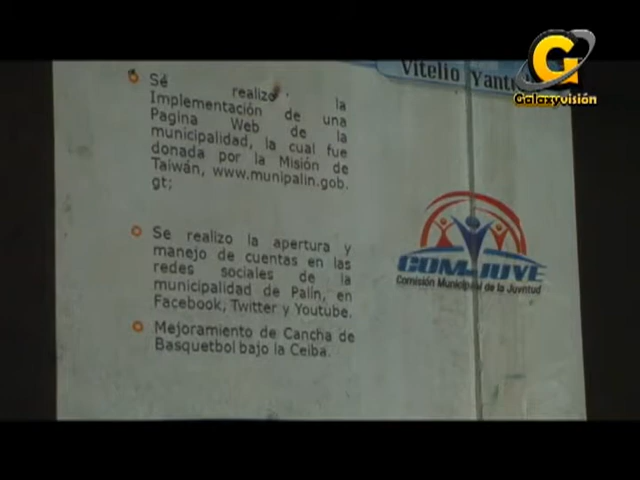 Vitelio
Galaxyvisión
Sé realizo la
Implementación de una
Pagina Web de la
municipalidad, la cual fue
donada por la Misión de
Taiwán, www.munipalin.gob.
gt;
Se realizo la apertura y
manejo de cuentas en las
redes sociales de la
municipalidad de Palín, en
Facebook, Twitter y Youtube.
Mejoramiento de Cancha de
Basquetbol bajo la Ceiba.
COM-JUVE
Comisión Municipal de la Juventud